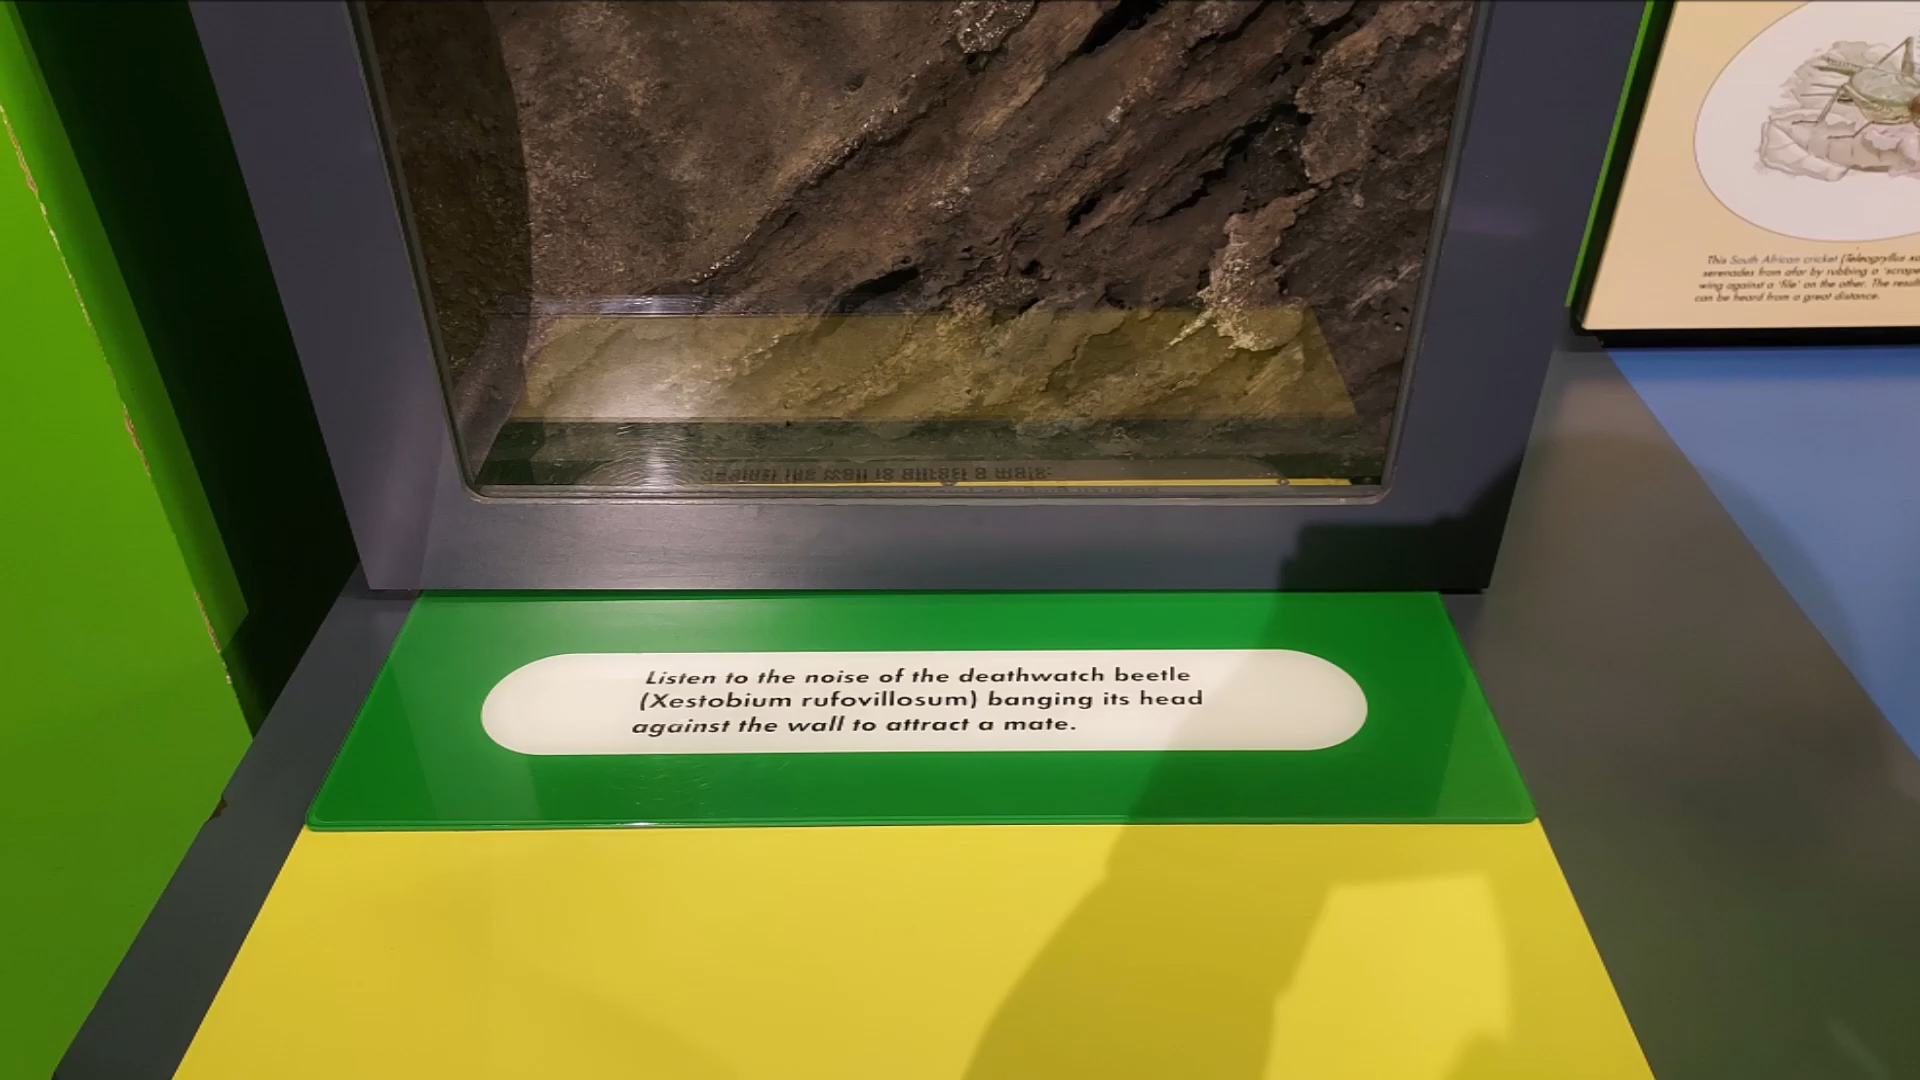 Listen to the noise of the deathwatch beetle
(Xestobium rufovillosum) banging its head
against the wall to attract a mate.
This South African cricket (Teleogryllus
serenades from afar by rubbing a 'scrape
wing against a 'file' on the other. The result
can be heard from a great distance.